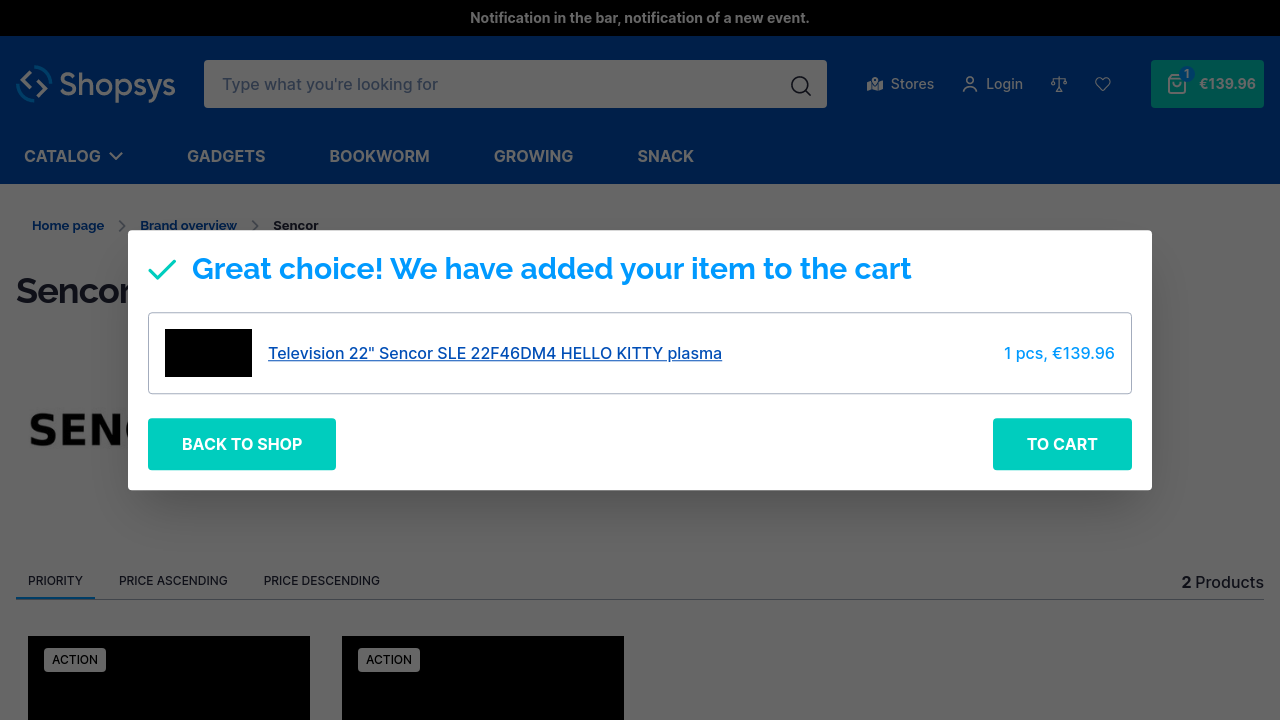 Notification in the bar, notification of a new event.
Shopsys
Type what you're looking for
Stores
Login
1
€139.96
CATALOG
GADGETS
BOOKWORM
GROWING
SNACK
Home page
Brand overview
Sencor
Sencor
Great choice! We have added your item to the cart
Television 22" Sencor SLE 22F46DM4 HELLO KITTY plasma
1 pcs, €139.96
BACK TO SHOP
TO CART
PRIORITY
PRICE ASCENDING
PRICE DESCENDING
2 Products
ACTION
ACTION